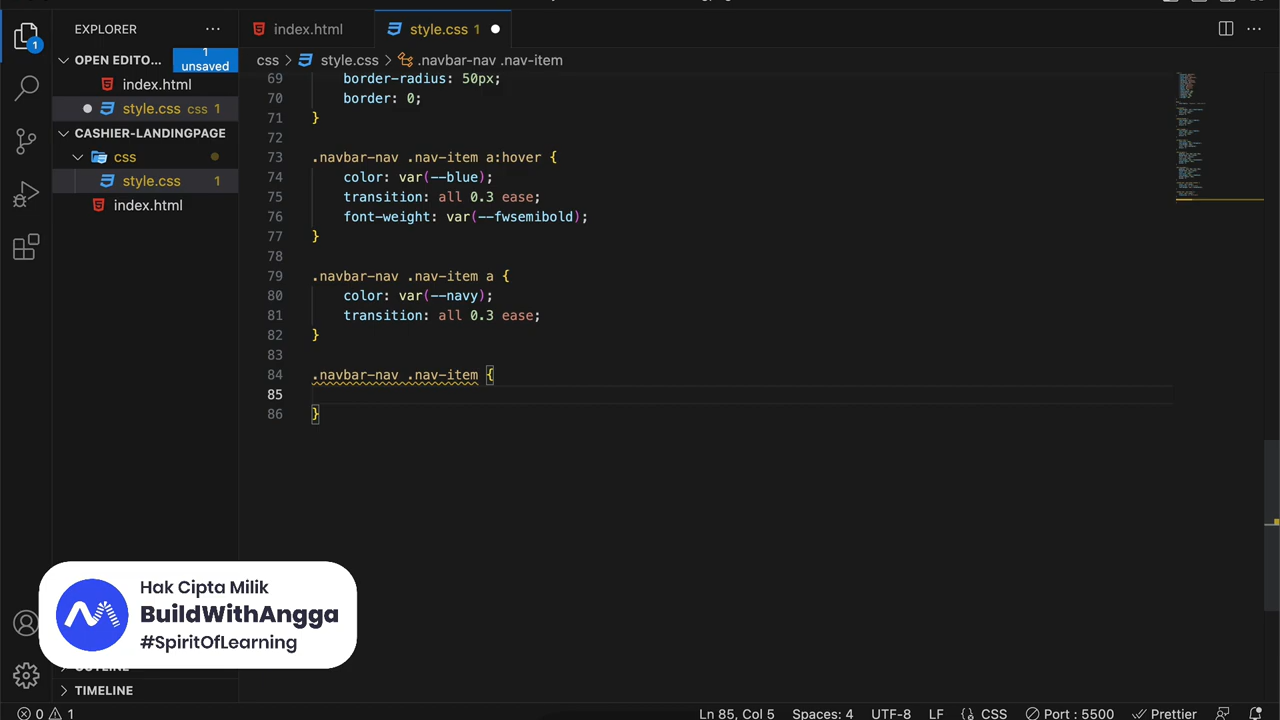 EXPLORER
index.html
style.css 1
OPEN EDITO...
1 unsaved
css
style.css
.navbar-nav .nav-item
index.html
style.css css 1
CASHIER-LANDINGPAGE
css
style.css 1
index.html
69 border-radius: 50px;
70 border: 0;
71 }
72
73 .navbar-nav .nav-item a:hover {
74 color: var(--blue);
75 transition: all 0.3 ease;
76 font-weight: var(--fwsemibold);
77 }
78
79 .navbar-nav .nav-item a {
80 color: var(--navy);
81 transition: all 0.3 ease;
82 }
83
84 .navbar-nav .nav-item {
85
86 }
1
Hak Cipta Milik
BuildWithAngga
#SpiritOfLearning
OUTLINE
TIMELINE
0 1
Ln 85, Col 5
Spaces: 4
UTF-8
LF
{} CSS
Port : 5500
Prettier